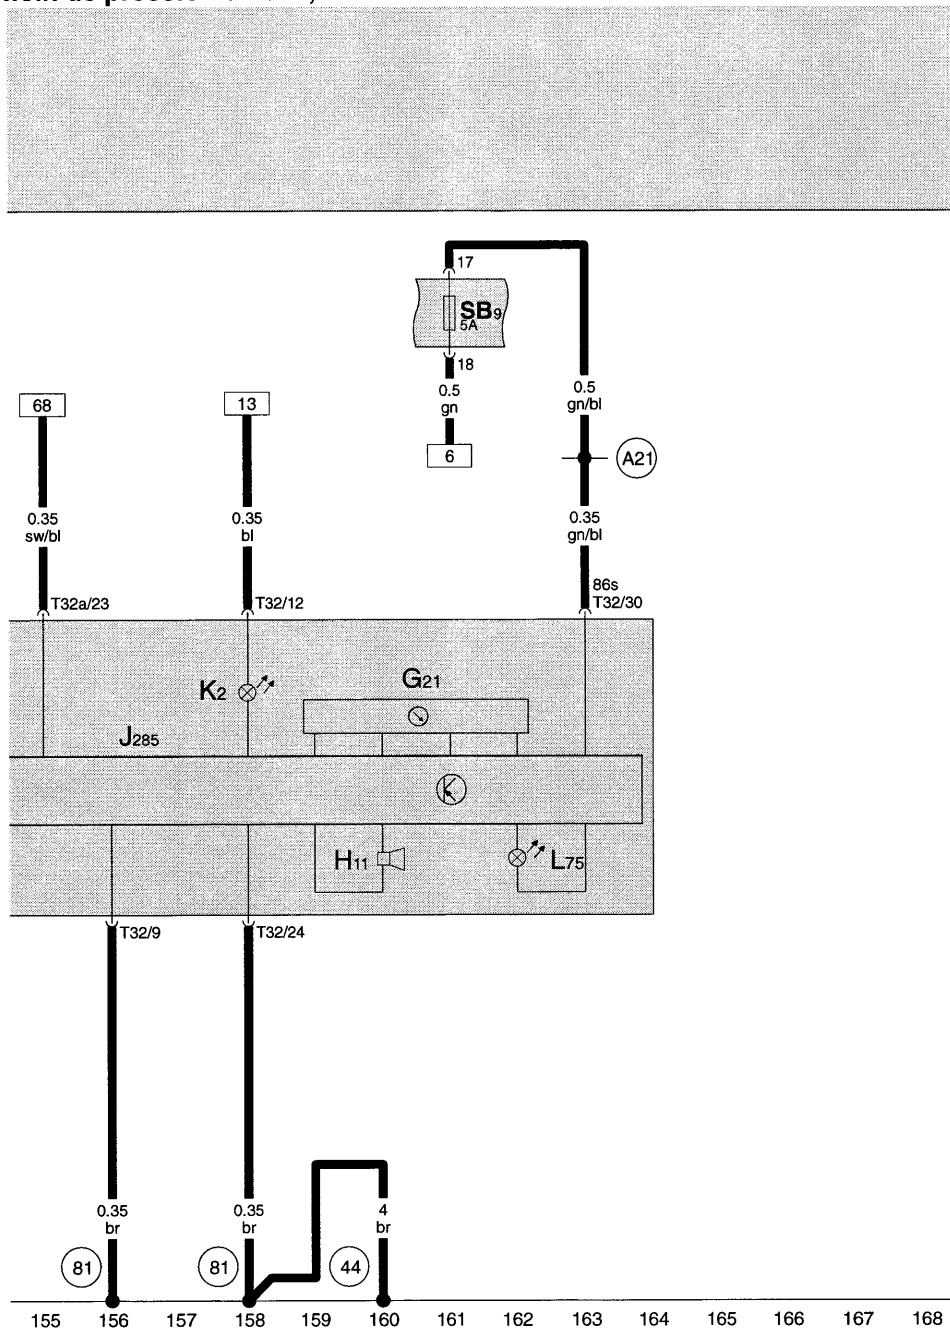 17
SB9
5A
18
0.5
gn
6
0.5
gn/bl
A21
68
13
0.35
sw/bl
0.35
bl
0.35
gn/bl
86s
T32a/23
T32/12
T32/30
K2
G21
J285
H11
L75
T32/9
T32/24
0.35
br
0.35
br
4
br
81
81
44
155 156 157 158 159 160 161 162 163 164 165 166 167 168